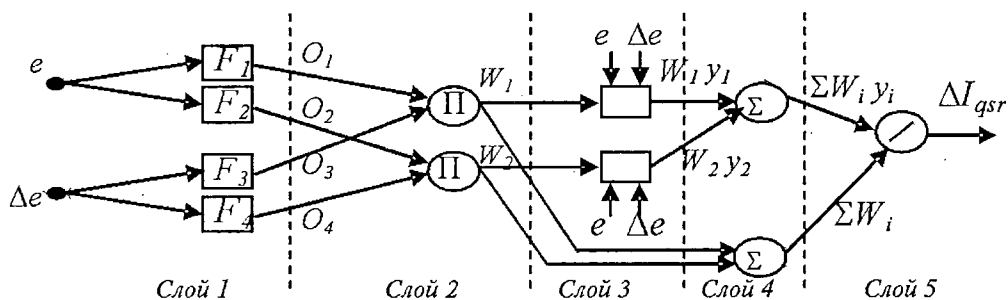 e
Δe
F1
F2
F3
F4
O1
O2
O3
O4
Π
Π
W1
W2
e Δe
e Δe
W1 y1
W2 y2
Σ
Σ
ΣWi yi
ΣWi
/
ΔIqsr
Слой 1 Слой 2 Слой 3 Слой 4 Слой 5